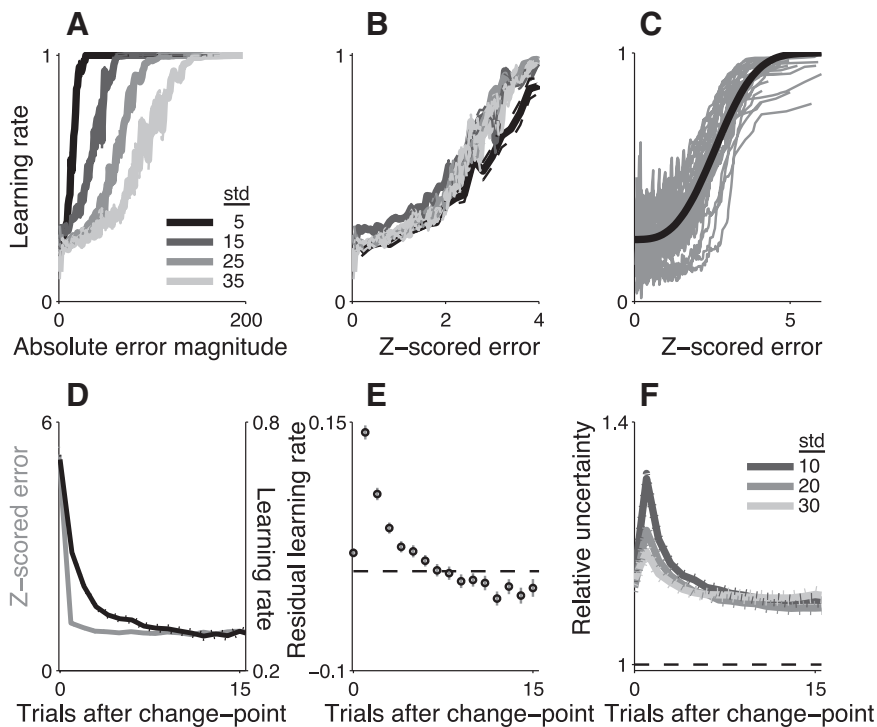 A
B
C
1
Learning rate
std
5
15
25
35
0
0
200
Absolute error magnitude
1
0
0
2
4
Z-scored error
1
0
0
5
Z-scored error
D
E
F
6
Z-scored error
0
0.8
Learning rate
0.2
0
15
Trials after change-point
0.15
Residual learning rate
-0.1
0
15
Trials after change-point
1.4
Relative uncertainty
std
10
20
30
1
0
15
Trials after change-point